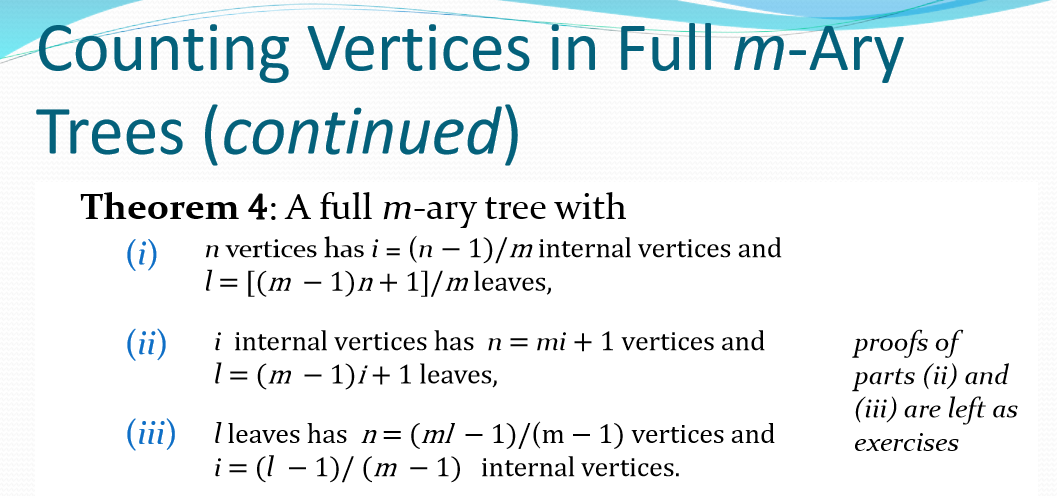 Counting Vertices in Full m-Ary
Trees (continued)
Theorem 4: A full m-ary tree with
(i) n vertices has i = (n − 1)/m internal vertices and
l = [(m − 1)n + 1]/m leaves,
(ii) i internal vertices has n = mi + 1 vertices and
l = (m − 1)i + 1 leaves,
(iii) l leaves has n = (ml − 1)/(m − 1) vertices and
i = (l − 1)/ (m − 1) internal vertices.
proofs of
parts (ii) and
(iii) are left as
exercises